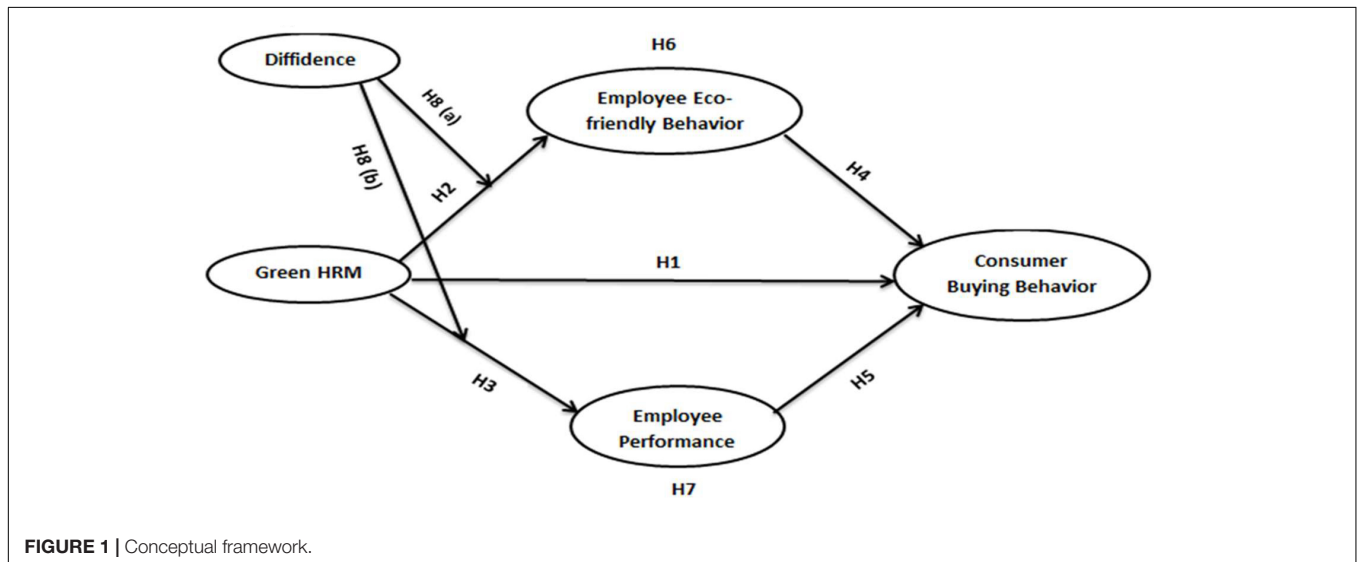 H6
Diffidence
Employee Eco-
friendly Behavior
H8 (a)
H8 (b)
H2
H4
Green HRM
H1
Consumer
Buying Behavior
H3
H5
Employee
Performance
H7
FIGURE 1 | Conceptual framework.